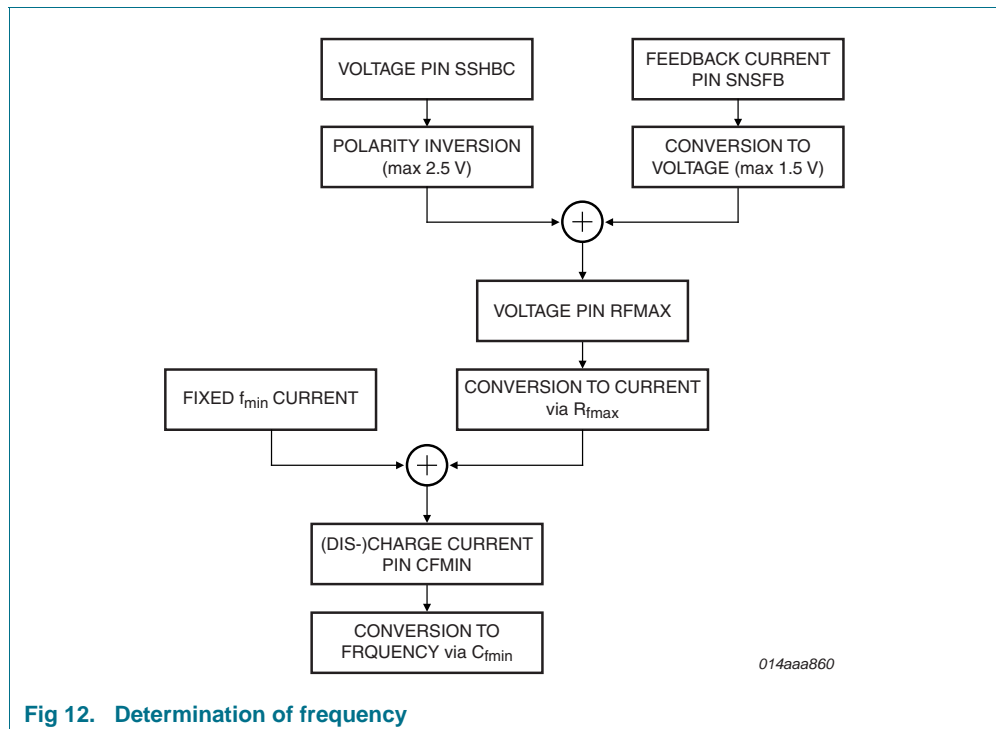 VOLTAGE PIN SSHBC
FEEDBACK CURRENT
PIN SNSFB
POLARITY INVERSION
(max 2.5 V)
CONVERSION TO
VOLTAGE (max 1.5 V)
+
VOLTAGE PIN RFMAX
FIXED fmin CURRENT
CONVERSION TO CURRENT
via Rfmax
+
(DIS-)CHARGE CURRENT
PIN CFMIN
CONVERSION TO
FRQUENCY via Cfmin
014aaa860
Fig 12. Determination of frequency